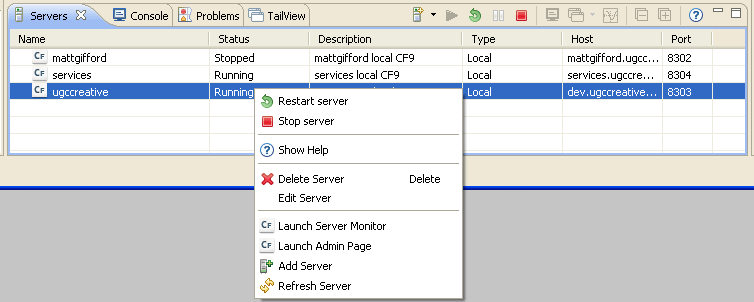 Servers Console Problems TailView
Name Status Description Type Host Port
CF mattgifford Stopped mattgifford local CF9 Local mattgifford.ugcc... 8302
CF services Running services local CF9 Local services.ugccre... 8304
CF ugccreative Running Local dev.ugccreative... 8303
Restart server
Stop server
Show Help
Delete Server Delete
Edit Server
CF Launch Server Monitor
CF Launch Admin Page
Add Server
Refresh Server